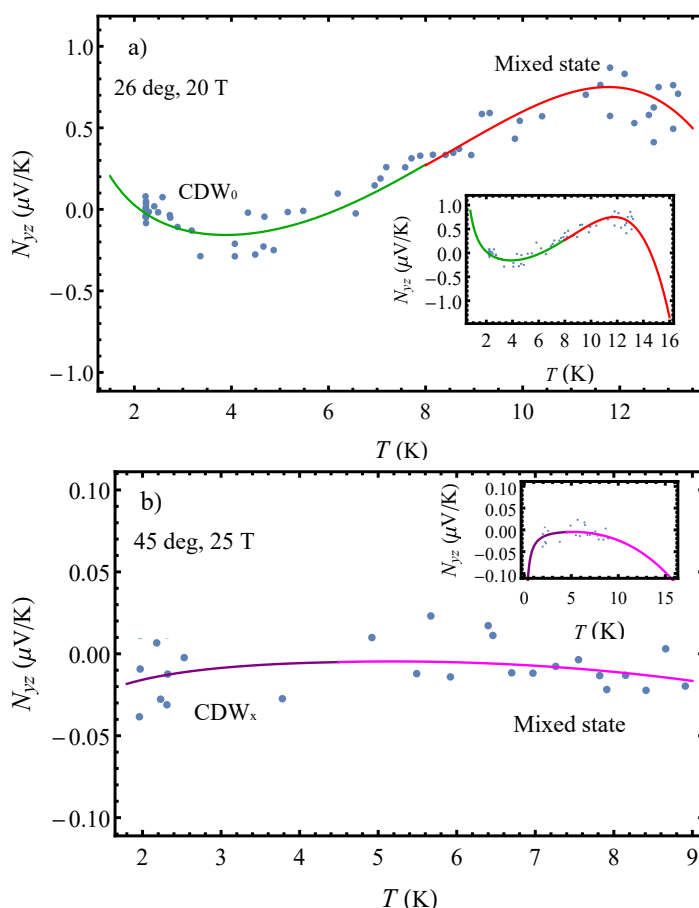 a)
26 deg, 20 T
Mixed state
CDW₀
N_yz (μV/K)
1.0
0.5
0.0
−0.5
−1.0
2 4 6 8 10 12
T (K)
N_yz (μV/K)
1.0
0.5
0.0
−0.5
−1.0
2 4 6 8 10 12 14 16
T (K)
b)
45 deg, 25 T
CDWₓ
Mixed state
N_yz (μV/K)
0.10
0.05
0.00
−0.05
−0.10
2 3 4 5 6 7 8 9
T (K)
N_yz (μV/K)
0.10
0.05
0.00
−0.05
−0.10
0 5 10 15
T (K)